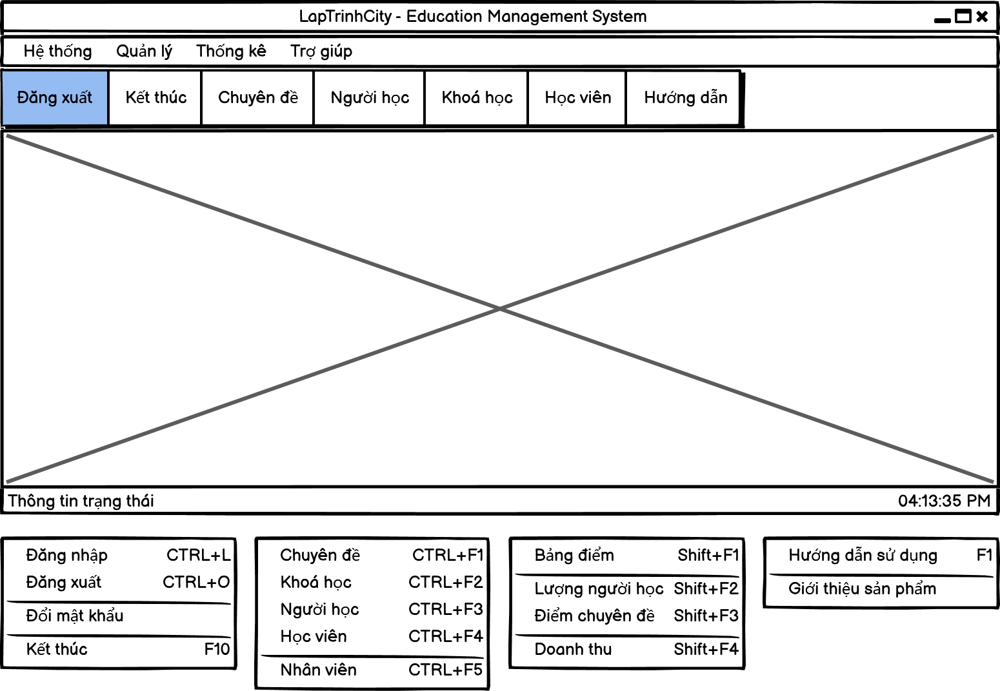 LapTrinhCity - Education Management System
Hệ thống Quản lý Thống kê Trợ giúp
Đăng xuất Kết thúc Chuyên đề Người học Khoá học Học viên Hướng dẫn
Thông tin trạng thái 04:13:35 PM
Đăng nhập CTRL+L
Đăng xuất CTRL+O
Đổi mật khẩu
Kết thúc F10
Chuyên đề CTRL+F1
Khoá học CTRL+F2
Người học CTRL+F3
Học viên CTRL+F4
Nhân viên CTRL+F5
Bảng điểm Shift+F1
Lượng người học Shift+F2
Điểm chuyên đề Shift+F3
Doanh thu Shift+F4
Hướng dẫn sử dụng F1
Giới thiệu sản phẩm